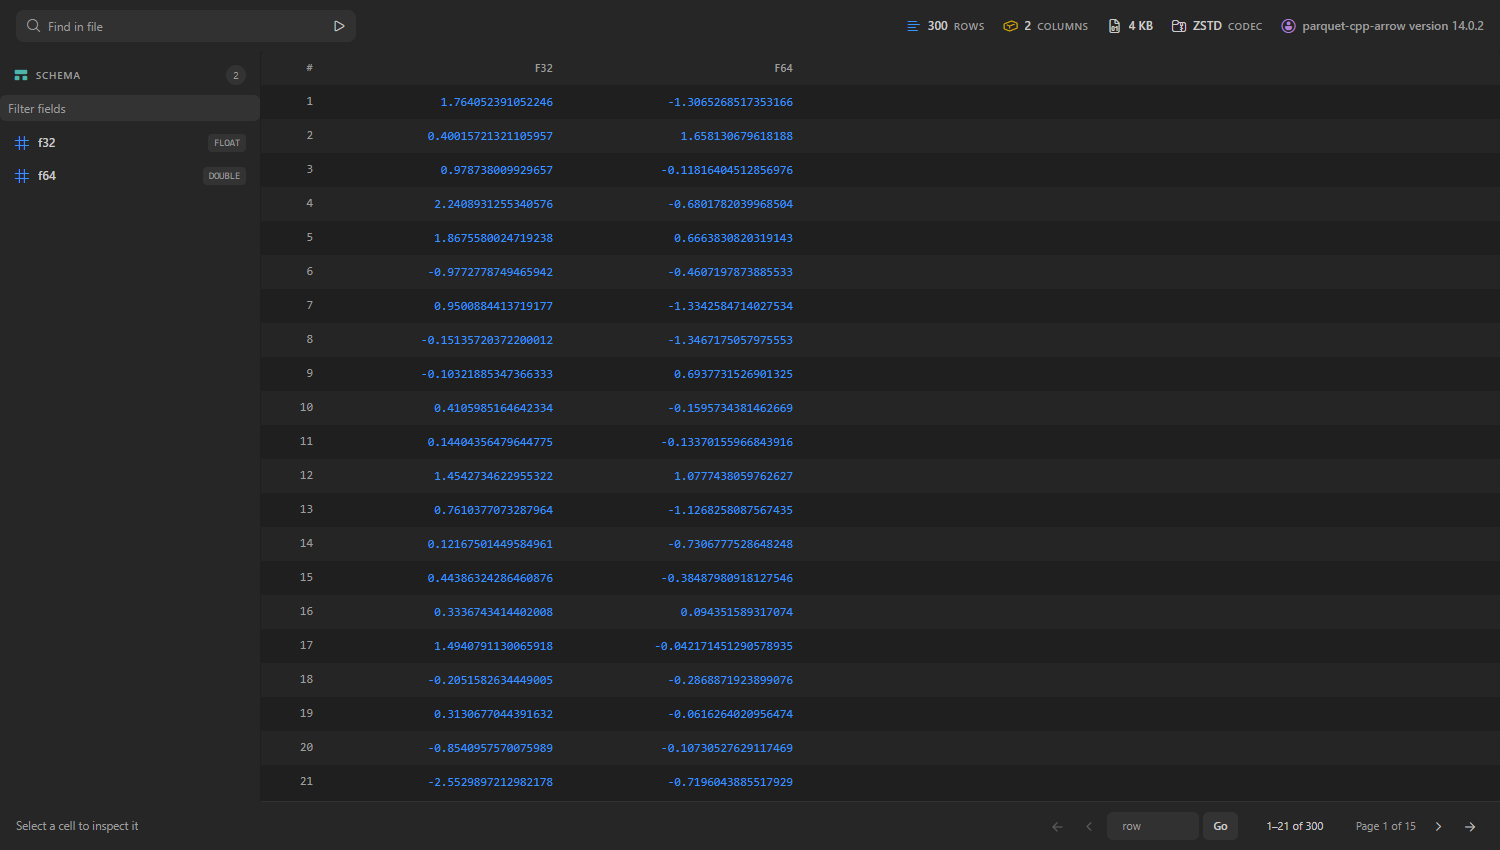 Find in file
300 ROWS 2 COLUMNS 4 KB ZSTD CODEC parquet-cpp-arrow version 14.0.2
SCHEMA 2
Filter fields
f32 FLOAT
f64 DOUBLE
# F32 F64
1 1.764052391052246 -1.3065268517353166
2 0.40015721321105957 1.658130679618188
3 0.978738009929657 -0.11816404512856976
4 2.2408931255340576 -0.6801782039968504
5 1.8675580024719238 0.6663830820319143
6 -0.9772778749465942 -0.4607197873885533
7 0.9500884413719177 -1.3342584714027534
8 -0.15135720372200012 -1.3467175057975553
9 -0.10321885347366333 0.6937731526901325
10 0.4105985164642334 -0.1595734381462669
11 0.14404356479644775 -0.13370155966843916
12 1.4542734622955322 1.0777438059762627
13 0.7610377073287964 -1.1268258087567435
14 0.12167501449584961 -0.7306777528648248
15 0.44386324286460876 -0.38487980918127546
16 0.3336743414402008 0.094351589317074
17 1.4940791130065918 -0.042171451290578935
18 -0.2051582634449005 -0.2868871923899076
19 0.3130677044391632 -0.0616264020956474
20 -0.8540957570075989 -0.10730527629117469
21 -2.5529897212982178 -0.7196043885517929
Select a cell to inspect it
row Go 1–21 of 300 Page 1 of 15